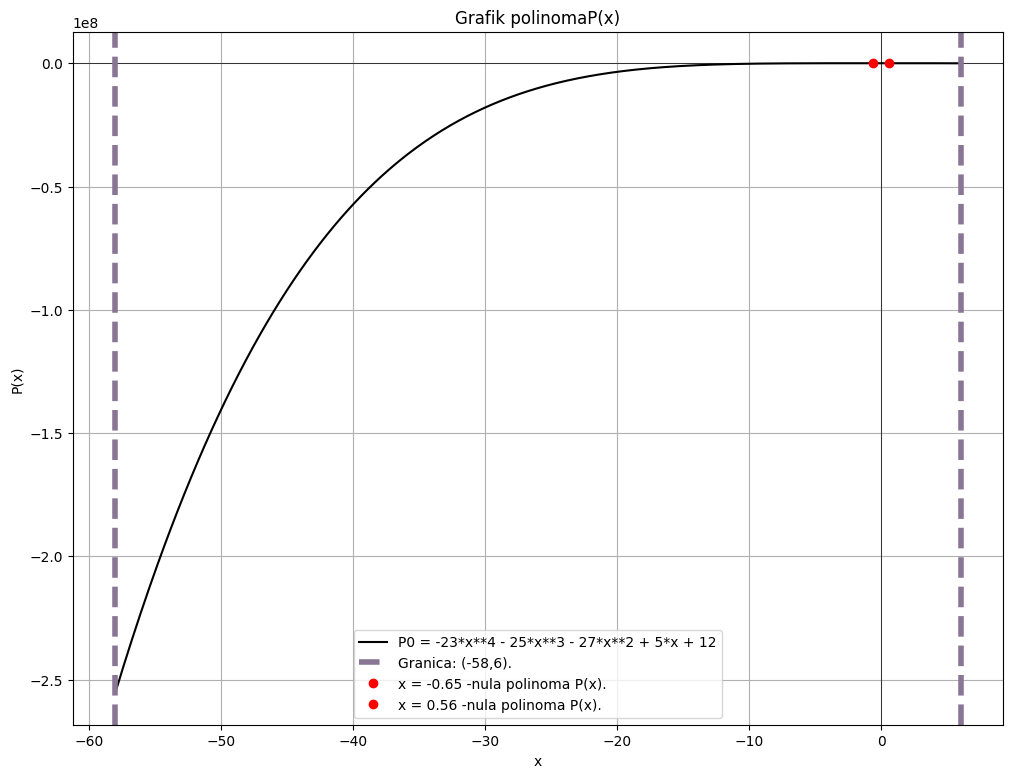 Grafik polinomaP(x)
1e8
0.0
−0.5
−1.0
−1.5
−2.0
−2.5
P(x)
P0 = -23*x**4 - 25*x**3 - 27*x**2 + 5*x + 12
Granica: (-58,6).
x = -0.65 -nula polinoma P(x).
x = 0.56 -nula polinoma P(x).
−60 −50 −40 −30 −20 −10 0
x